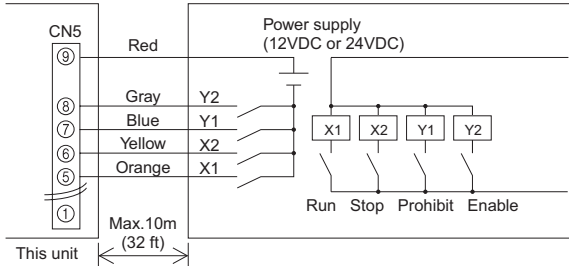 CN5
Power supply
(12VDC or 24VDC)
⑨ Red
⑧ Gray Y2
⑦ Blue Y1
⑥ Yellow X2
⑤ Orange X1
①
X1 X2 Y1 Y2
Run Stop Prohibit Enable
Max.10m
(32 ft)
This unit